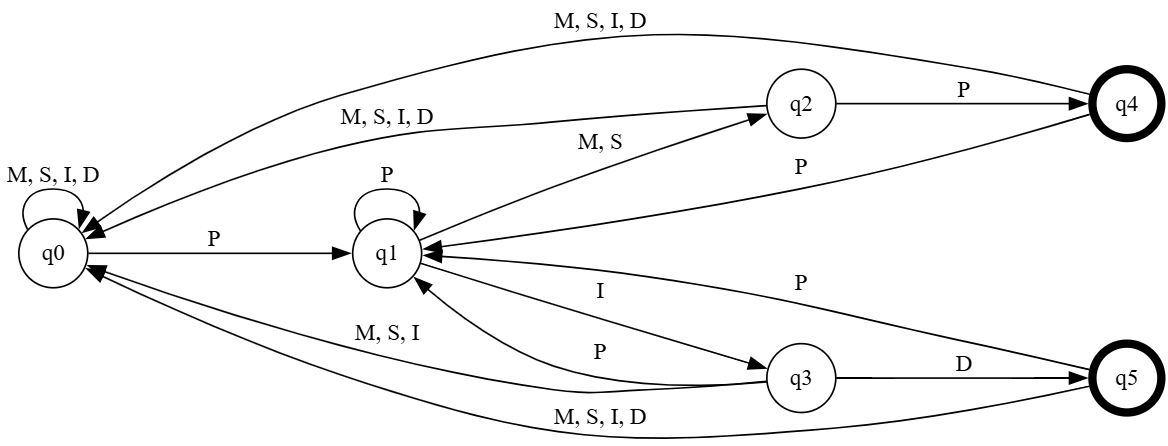 M, S, I, D
q2
P
q4
M, S, I, D
M, S
P
M, S, I, D
P
q0
P
q1
I
P
M, S, I
P
q3
D
q5
M, S, I, D